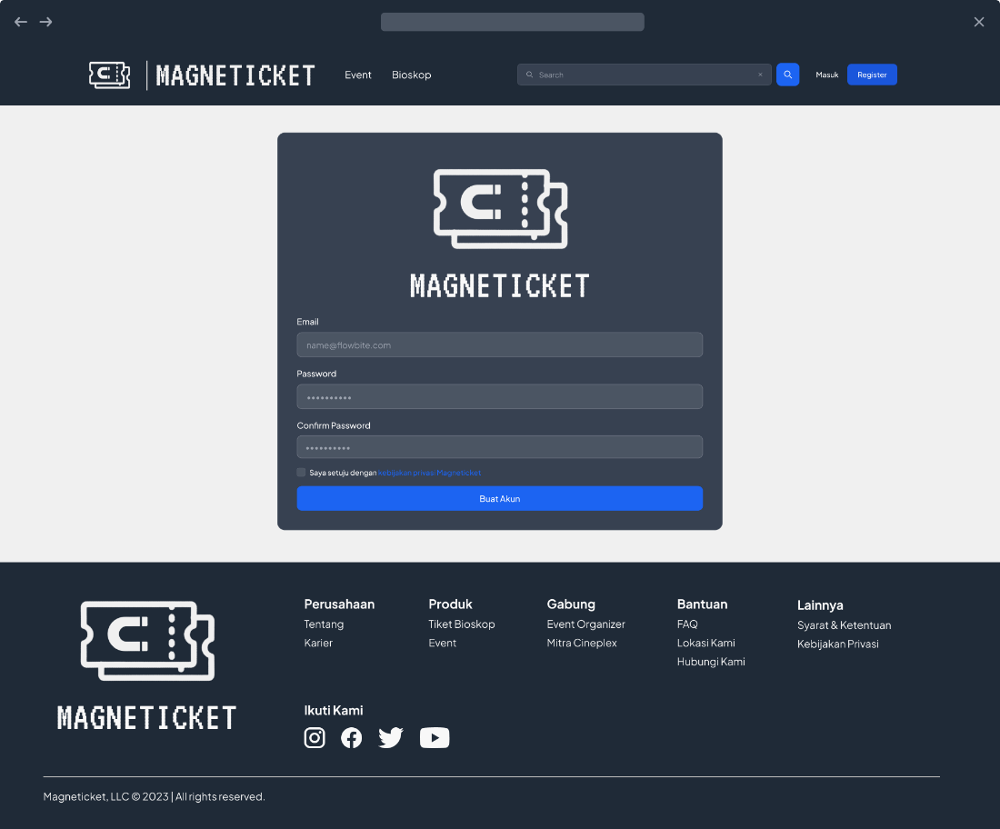 MAGNETICKET
Event
Bioskop
Search
Masuk
Register
MAGNETICKET
Email
name@flowbite.com
Password
••••••••••
Confirm Password
••••••••••
Saya setuju dengan kebijakan privasi Magneticket
Buat Akun
MAGNETICKET
Perusahaan
Tentang
Karier
Produk
Tiket Bioskop
Event
Gabung
Event Organizer
Mitra Cineplex
Bantuan
FAQ
Lokasi Kami
Hubungi Kami
Lainnya
Syarat & Ketentuan
Kebijakan Privasi
Ikuti Kami
Magneticket, LLC © 2023 | All rights reserved.